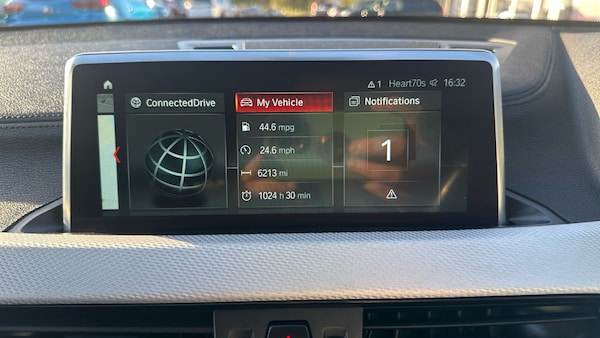 1 Heart70s 16:32
ConnectedDrive
My Vehicle
44.6 mpg
24.6 mph
6213 mi
1024 h 30 min
Notifications
1